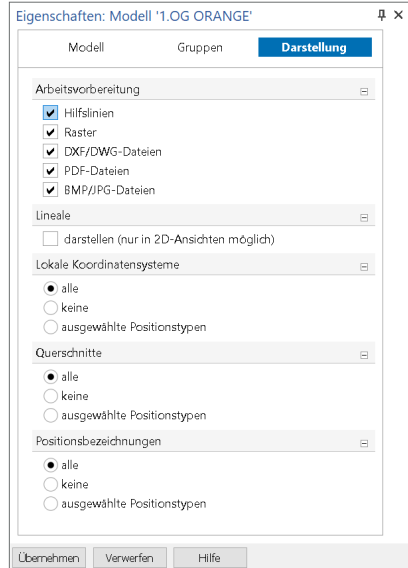 Eigenschaften: Modell '1.OG ORANGE'
Modell Gruppen Darstellung
Arbeitsvorbereitung
Hilfslinien
Raster
DXF/DWG-Dateien
PDF-Dateien
BMP/JPG-Dateien
Lineale
darstellen (nur in 2D-Ansichten möglich)
Lokale Koordinatensysteme
alle
keine
ausgewählte Positionstypen
Querschnitte
alle
keine
ausgewählte Positionstypen
Positionsbezeichnungen
alle
keine
ausgewählte Positionstypen
Übernehmen Verwerfen Hilfe